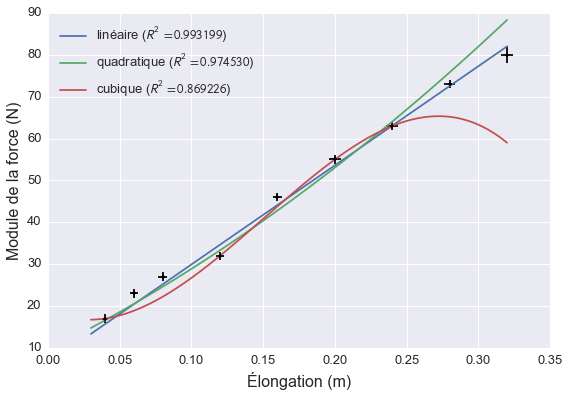 90
80
70
60
50
40
30
20
10
Module de la force (N)
linéaire (R² =0.993199)
quadratique (R² =0.974530)
cubique (R² =0.869226)
0.00 0.05 0.10 0.15 0.20 0.25 0.30 0.35
Élongation (m)